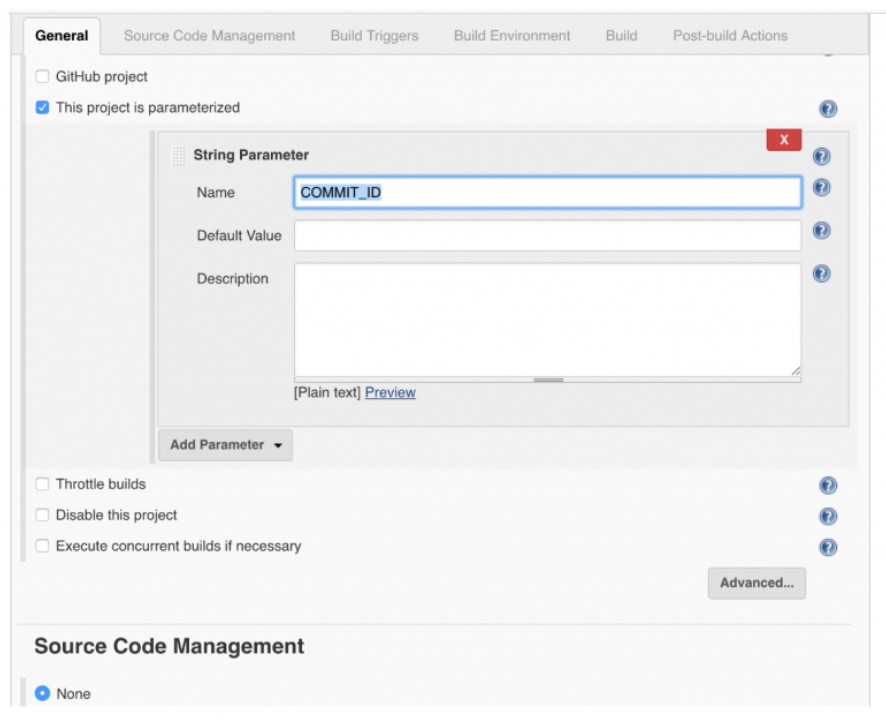 General Source Code Management Build Triggers Build Environment Build Post-build Actions
GitHub project
This project is parameterized
X
String Parameter
Name COMMIT_ID
Default Value
Description
[Plain text] Preview
Add Parameter
Throttle builds
Disable this project
Execute concurrent builds if necessary
Advanced...
Source Code Management
None